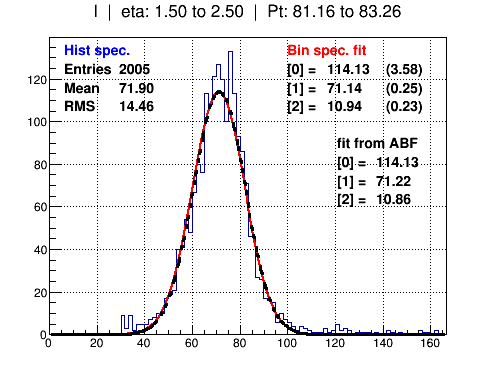 I | eta: 1.50 to 2.50 | Pt: 81.16 to 83.26
Hist spec.
Entries 2005
Mean 71.90
RMS 14.46
Bin spec. fit
[0] = 114.13 (3.58)
[1] = 71.14 (0.25)
[2] = 10.94 (0.23)
fit from ABF
[0] = 114.13
[1] = 71.22
[2] = 10.86
120
100
80
60
40
20
0
0 20 40 60 80 100 120 140 160